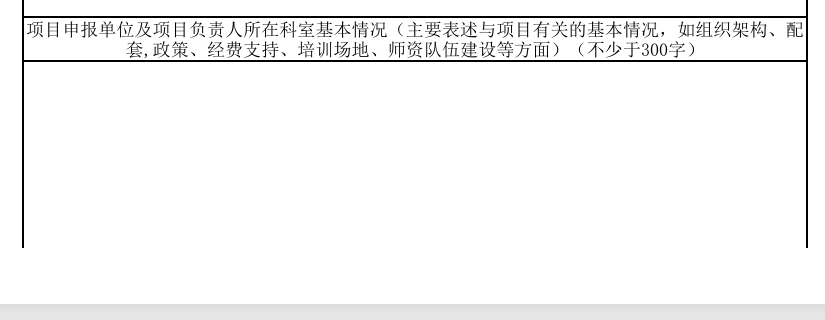 项目申报单位及项目负责人所在科室基本情况（主要表述与项目有关的基本情况，如组织架构、配
套,政策、经费支持、培训场地、师资队伍建设等方面）（不少于300字）